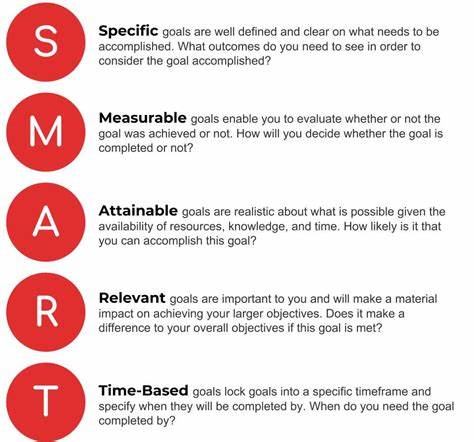 S
Specific goals are well defined and clear on what needs to be
accomplished. What outcomes do you need to see in order to
consider the goal accomplished?
M
Measurable goals enable you to evaluate whether or not the
goal was achieved or not. How will you decide whether the goal is
completed or not?
A
Attainable goals are realistic about what is possible given the
availability of resources, knowledge, and time. How likely is it that
you can accomplish this goal?
R
Relevant goals are important to you and will make a material
impact on achieving your larger objectives. Does it make a
difference to your overall objectives if this goal is met?
T
Time-Based goals lock goals into a specific timeframe and
specify when they will be completed by. When do you need the goal
completed by?